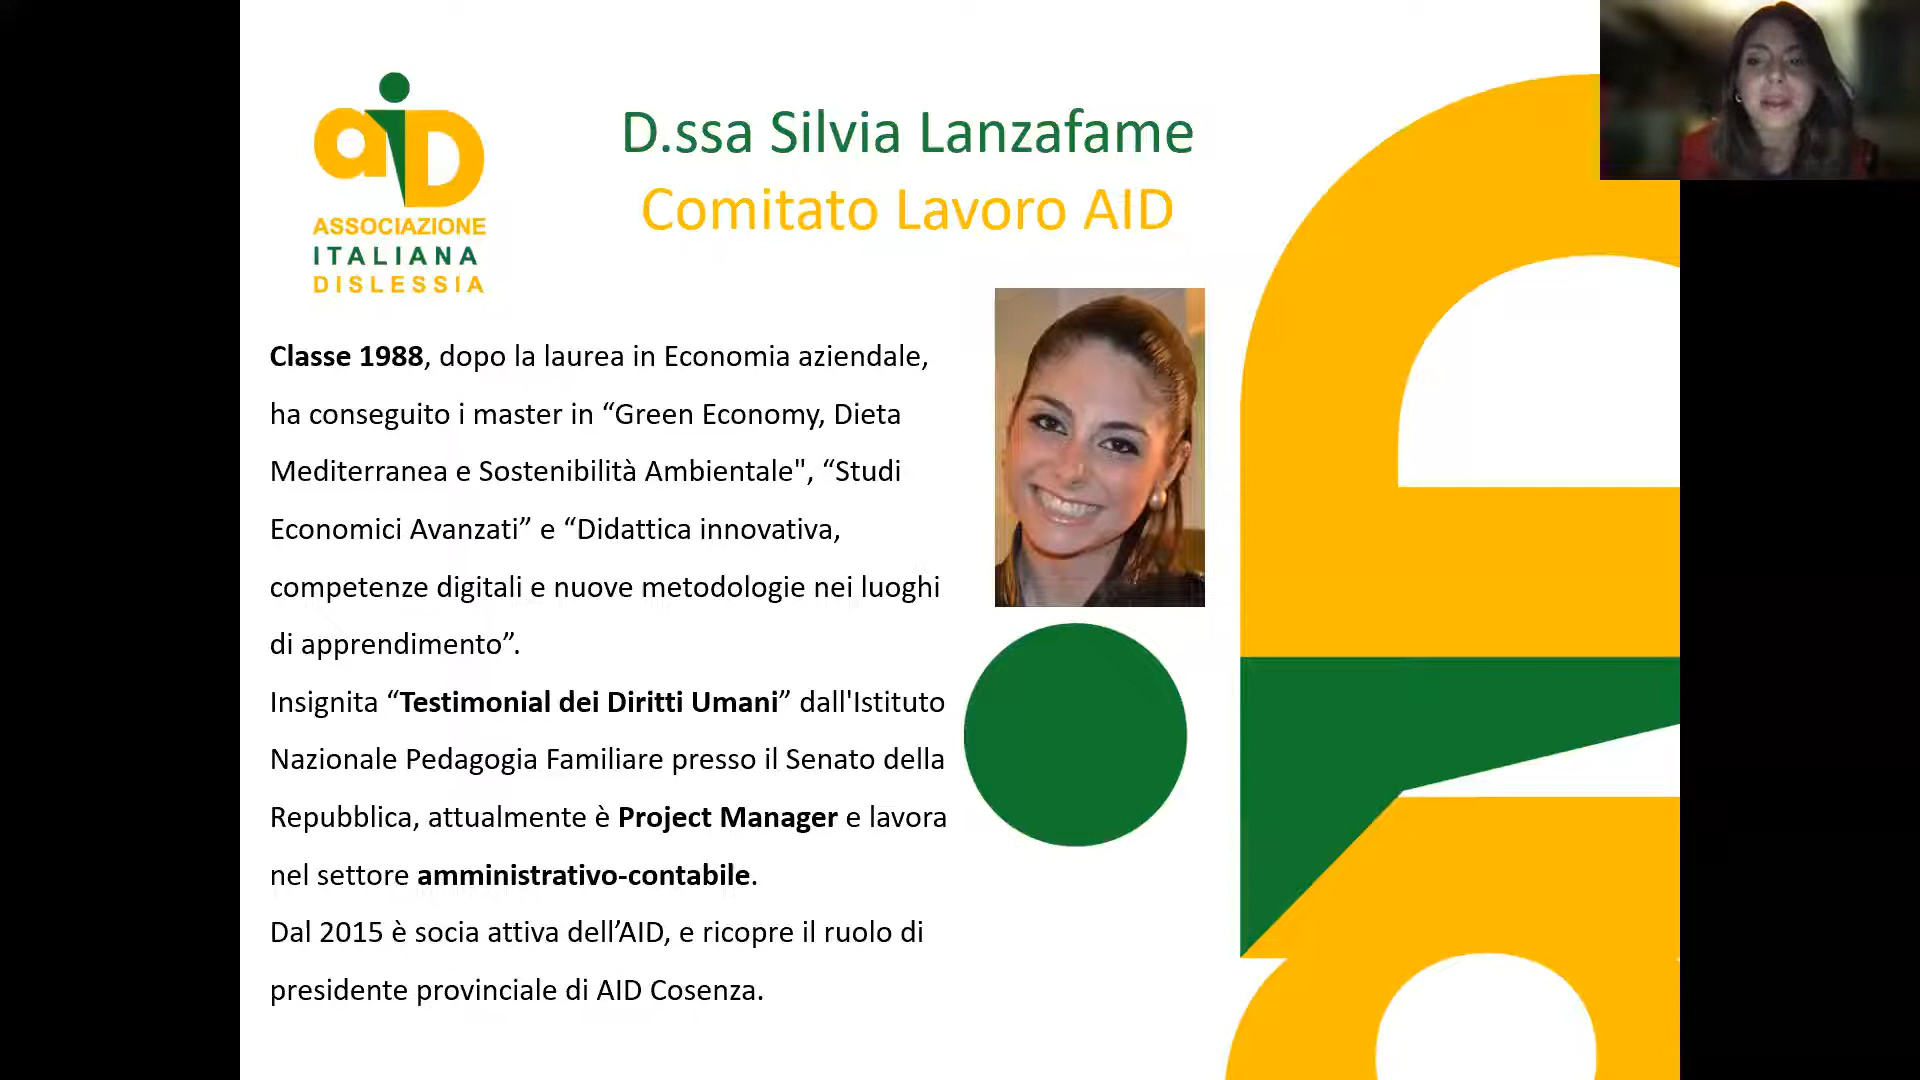 aiD
ASSOCIAZIONE
ITALIANA
DISLESSIA
D.ssa Silvia Lanzafame
Comitato Lavoro AID
Classe 1988, dopo la laurea in Economia aziendale,
ha conseguito i master in “Green Economy, Dieta
Mediterranea e Sostenibilità Ambientale", “Studi
Economici Avanzati” e “Didattica innovativa,
competenze digitali e nuove metodologie nei luoghi
di apprendimento”.
Insignita “Testimonial dei Diritti Umani” dall'Istituto
Nazionale Pedagogia Familiare presso il Senato della
Repubblica, attualmente è Project Manager e lavora
nel settore amministrativo-contabile.
Dal 2015 è socia attiva dell’AID, e ricopre il ruolo di
presidente provinciale di AID Cosenza.